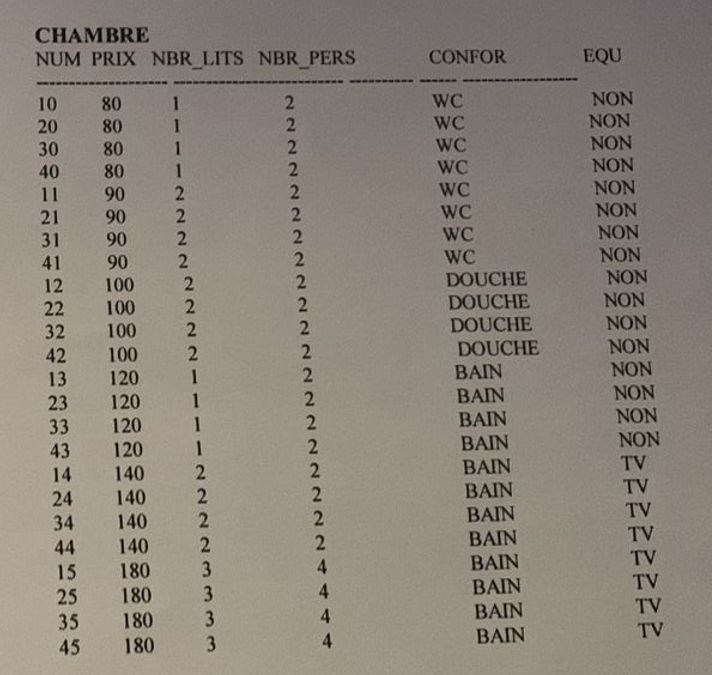 CHAMBRE
NUM PRIX NBR_LITS NBR_PERS CONFOR EQU
10 80 1 2 WC NON
20 80 1 2 WC NON
30 80 1 2 WC NON
40 80 1 2 WC NON
11 90 2 2 WC NON
21 90 2 2 WC NON
31 90 2 2 WC NON
41 90 2 2 WC NON
12 100 2 2 DOUCHE NON
22 100 2 2 DOUCHE NON
32 100 2 2 DOUCHE NON
42 100 2 2 DOUCHE NON
13 120 1 2 BAIN NON
23 120 1 2 BAIN NON
33 120 1 2 BAIN NON
43 120 1 2 BAIN NON
14 140 2 2 BAIN TV
24 140 2 2 BAIN TV
34 140 2 2 BAIN TV
44 140 2 2 BAIN TV
15 180 3 4 BAIN TV
25 180 3 4 BAIN TV
35 180 3 4 BAIN TV
45 180 3 4 BAIN TV